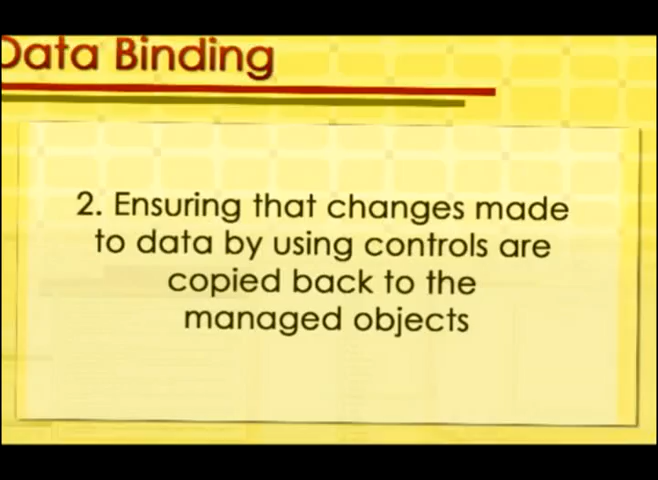 Data Binding
2. Ensuring that changes made
to data by using controls are
copied back to the
managed objects